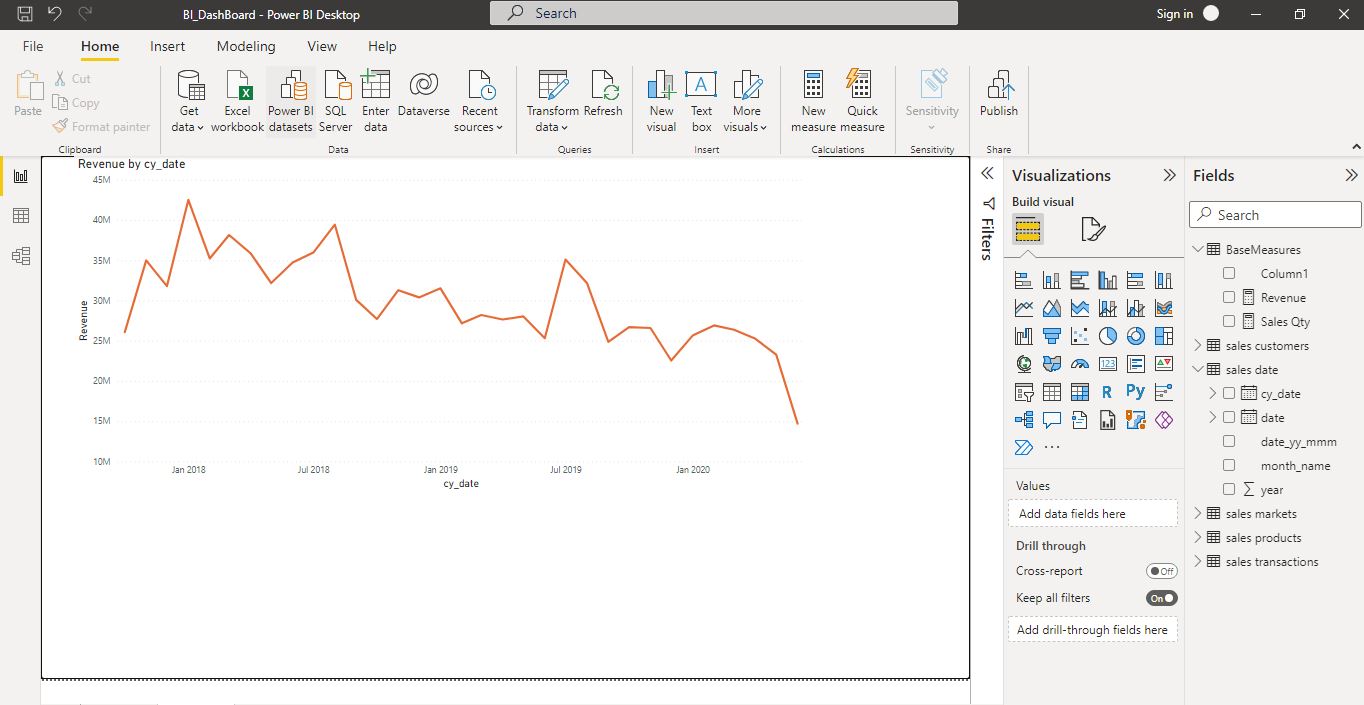 BI_DashBoard - Power BI Desktop
Search
Sign in
File Home Insert Modeling View Help
Paste
Cut
Copy
Format painter
Clipboard
Get data
Excel workbook
Power BI datasets
SQL Server
Enter data
Dataverse
Recent sources
Data
Transform data
Refresh
Queries
New visual
Text box
More visuals
Insert
New measure
Quick measure
Calculations
Sensitivity
Sensitivity
Publish
Share
Revenue by cy_date
45M
40M
35M
30M
25M
20M
15M
10M
Revenue
Jan 2018 Jul 2018 Jan 2019 Jul 2019 Jan 2020
cy_date
Filters
Visualizations
Build visual
123
R
Py
...
Values
Add data fields here
Drill through
Cross-report Off
Keep all filters On
Add drill-through fields here
Fields
Search
BaseMeasures
Column1
Revenue
Sales Qty
sales customers
sales date
cy_date
date
date_yy_mmm
month_name
∑ year
sales markets
sales products
sales transactions